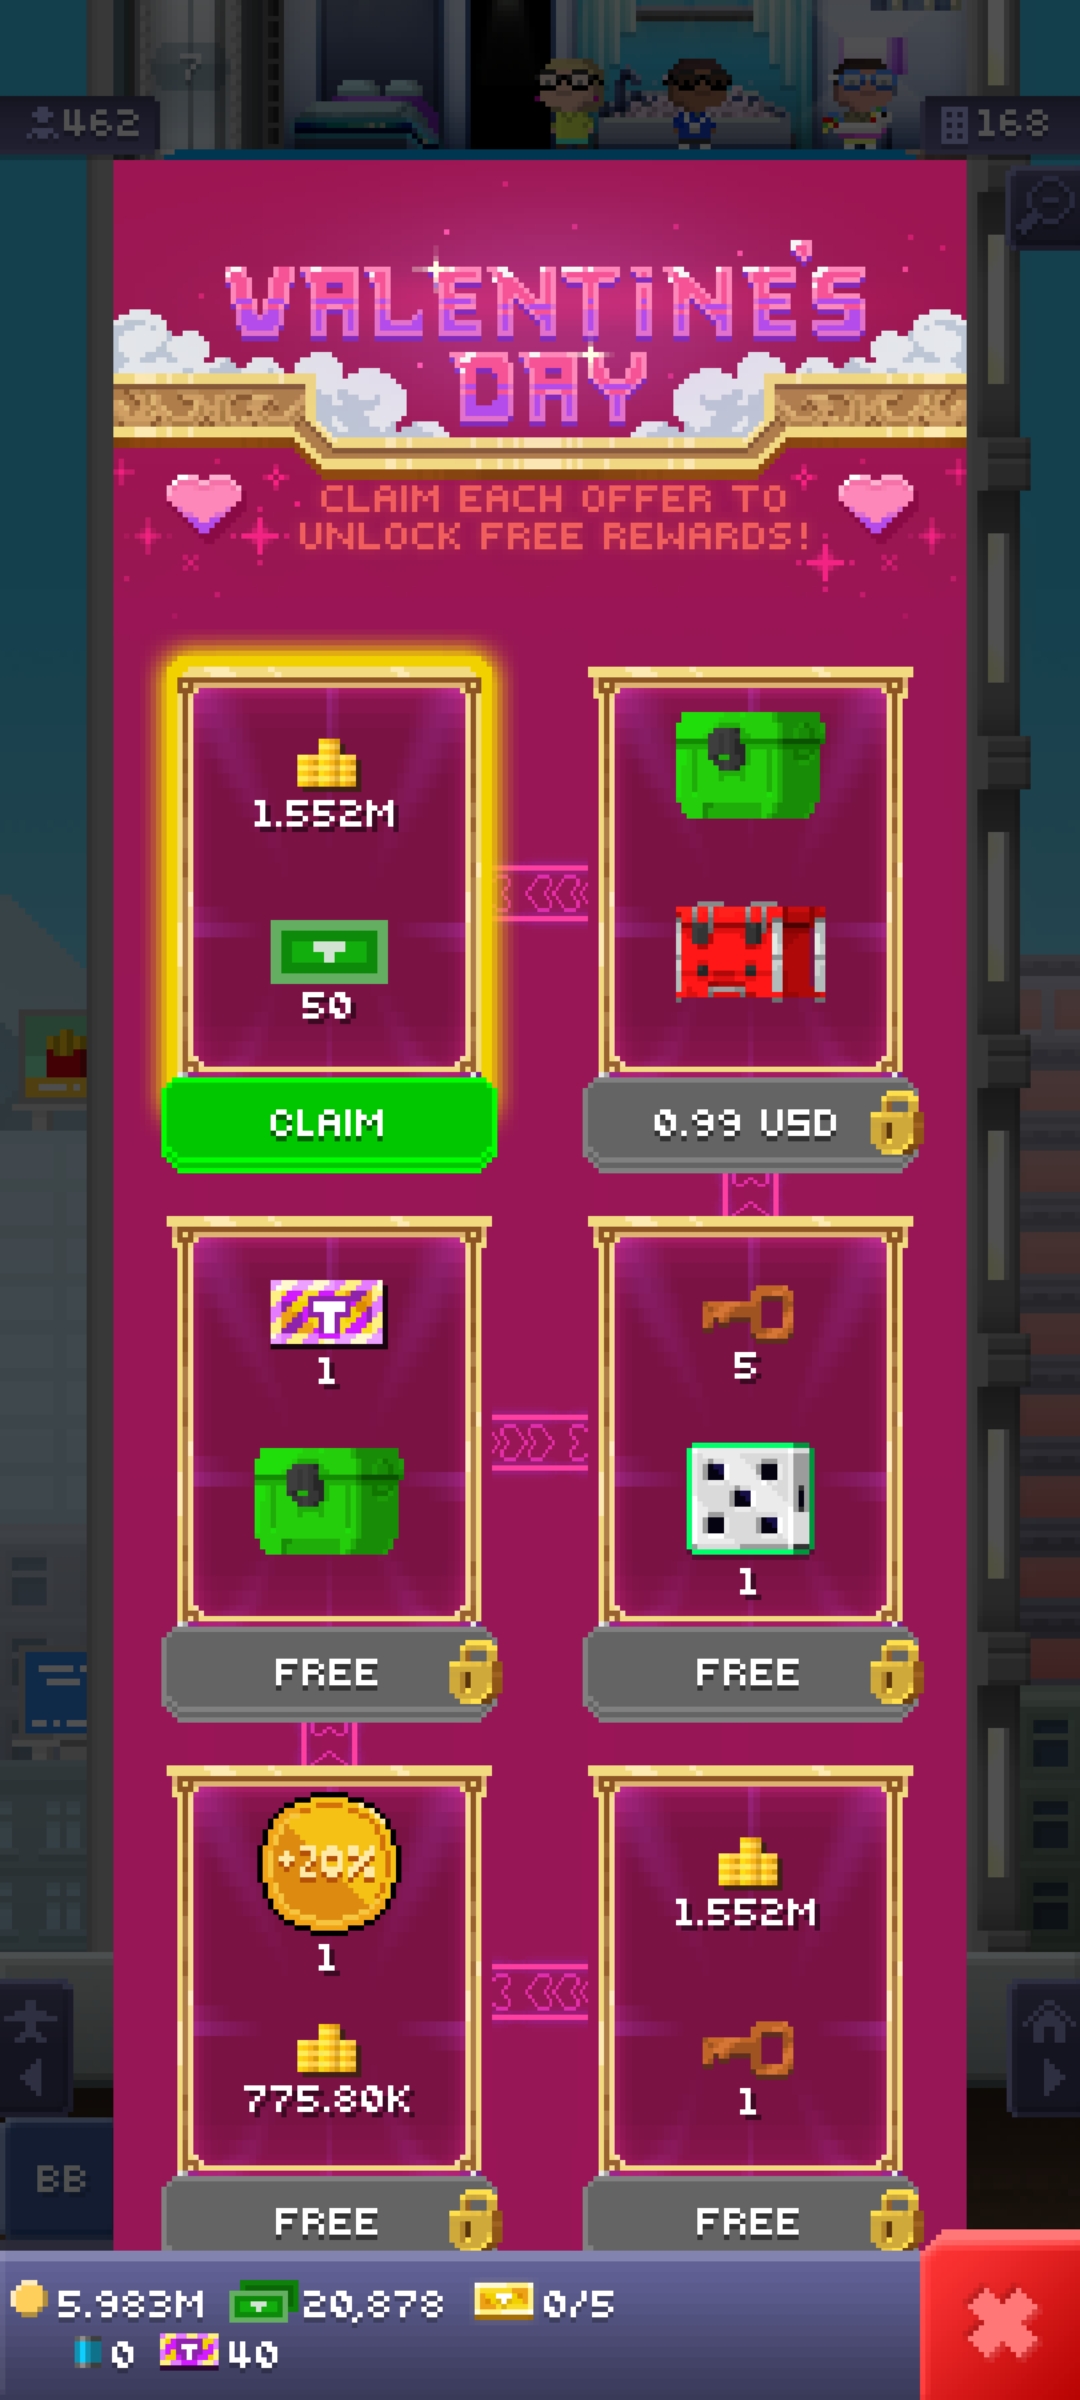 ?
462
168
VALENTINE'S
DAY
CLAIM EACH OFFER TO
UNLOCK FREE REWARDS!
1.552M
50
CLAIM
0.99 USD
T
1
5
1
FREE
FREE
+20%
1
1.552M
775.80K
1
FREE
FREE
BB
5.983M 20,878 0/5
0 T 40